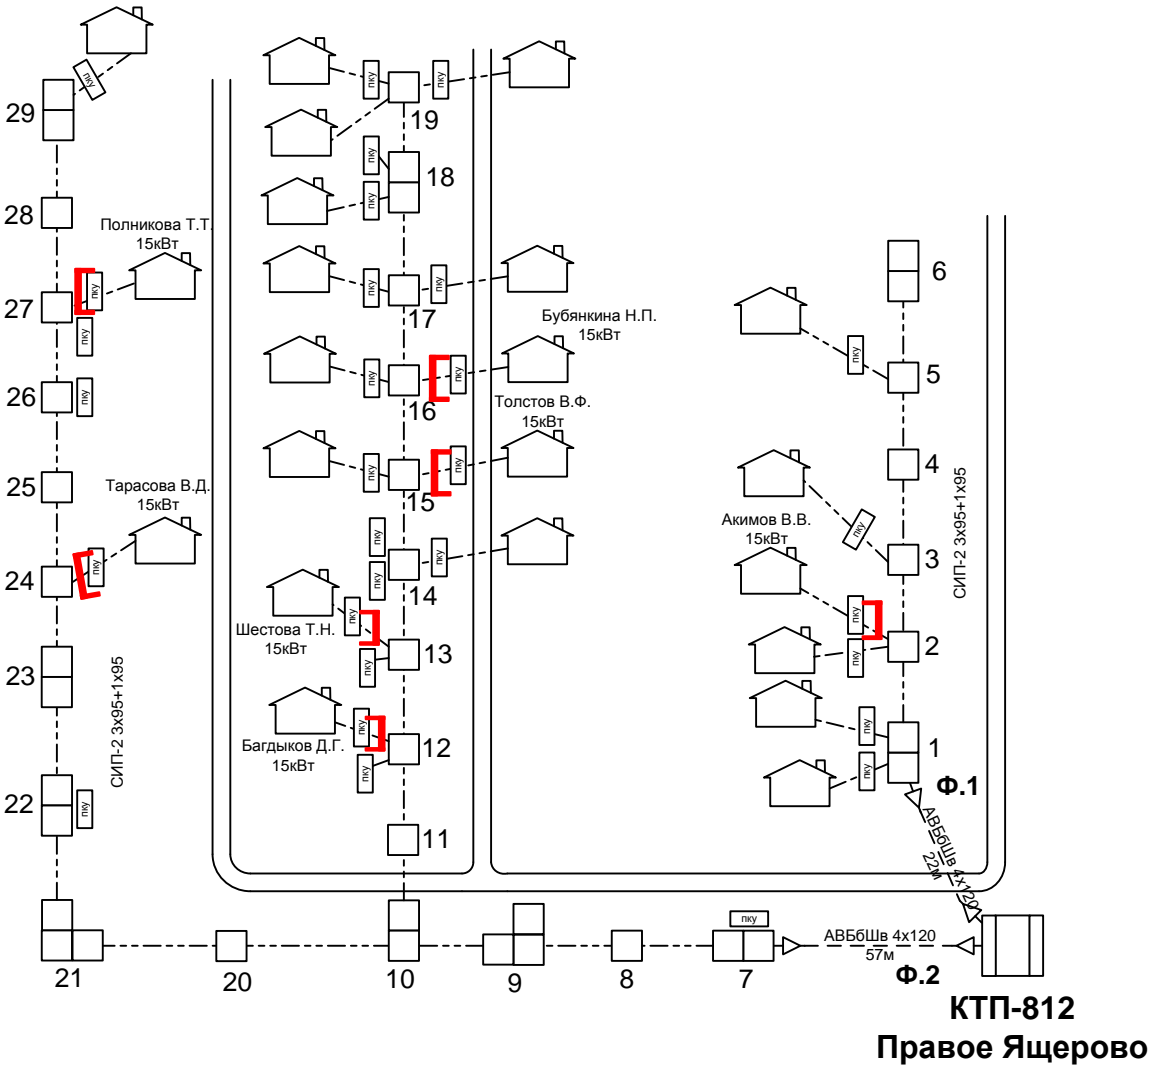 пку
29
28
Полникова Т.Т.
15кВт
пку
27
пку
26
пку
25
Тарасова В.Д.
15кВт
24
пку
23
СИП-2 3х95+1х95
22
пку
21
20
пку
пку
19
пку
18
пку
пку
пку
17
Бубянкина Н.П.
15кВт
пку
пку
16
Толстов В.Ф.
15кВт
пку
пку
15
пку
пку
пку
14
пку
Шестова Т.Н.
15кВт
13
пку
пку
Багдыков Д.Г.
15кВт
12
пку
11
10
9
8
7
пку
6
пку
5
4
СИП-2 3х95+1х95
Акимов В.В.
15кВт
пку
3
пку
2
пку
пку
1
пку
Ф.1
АВБбШв 4х120
22м
АВБбШв 4х120
57м
Ф.2
КТП-812
Правое Ящерово